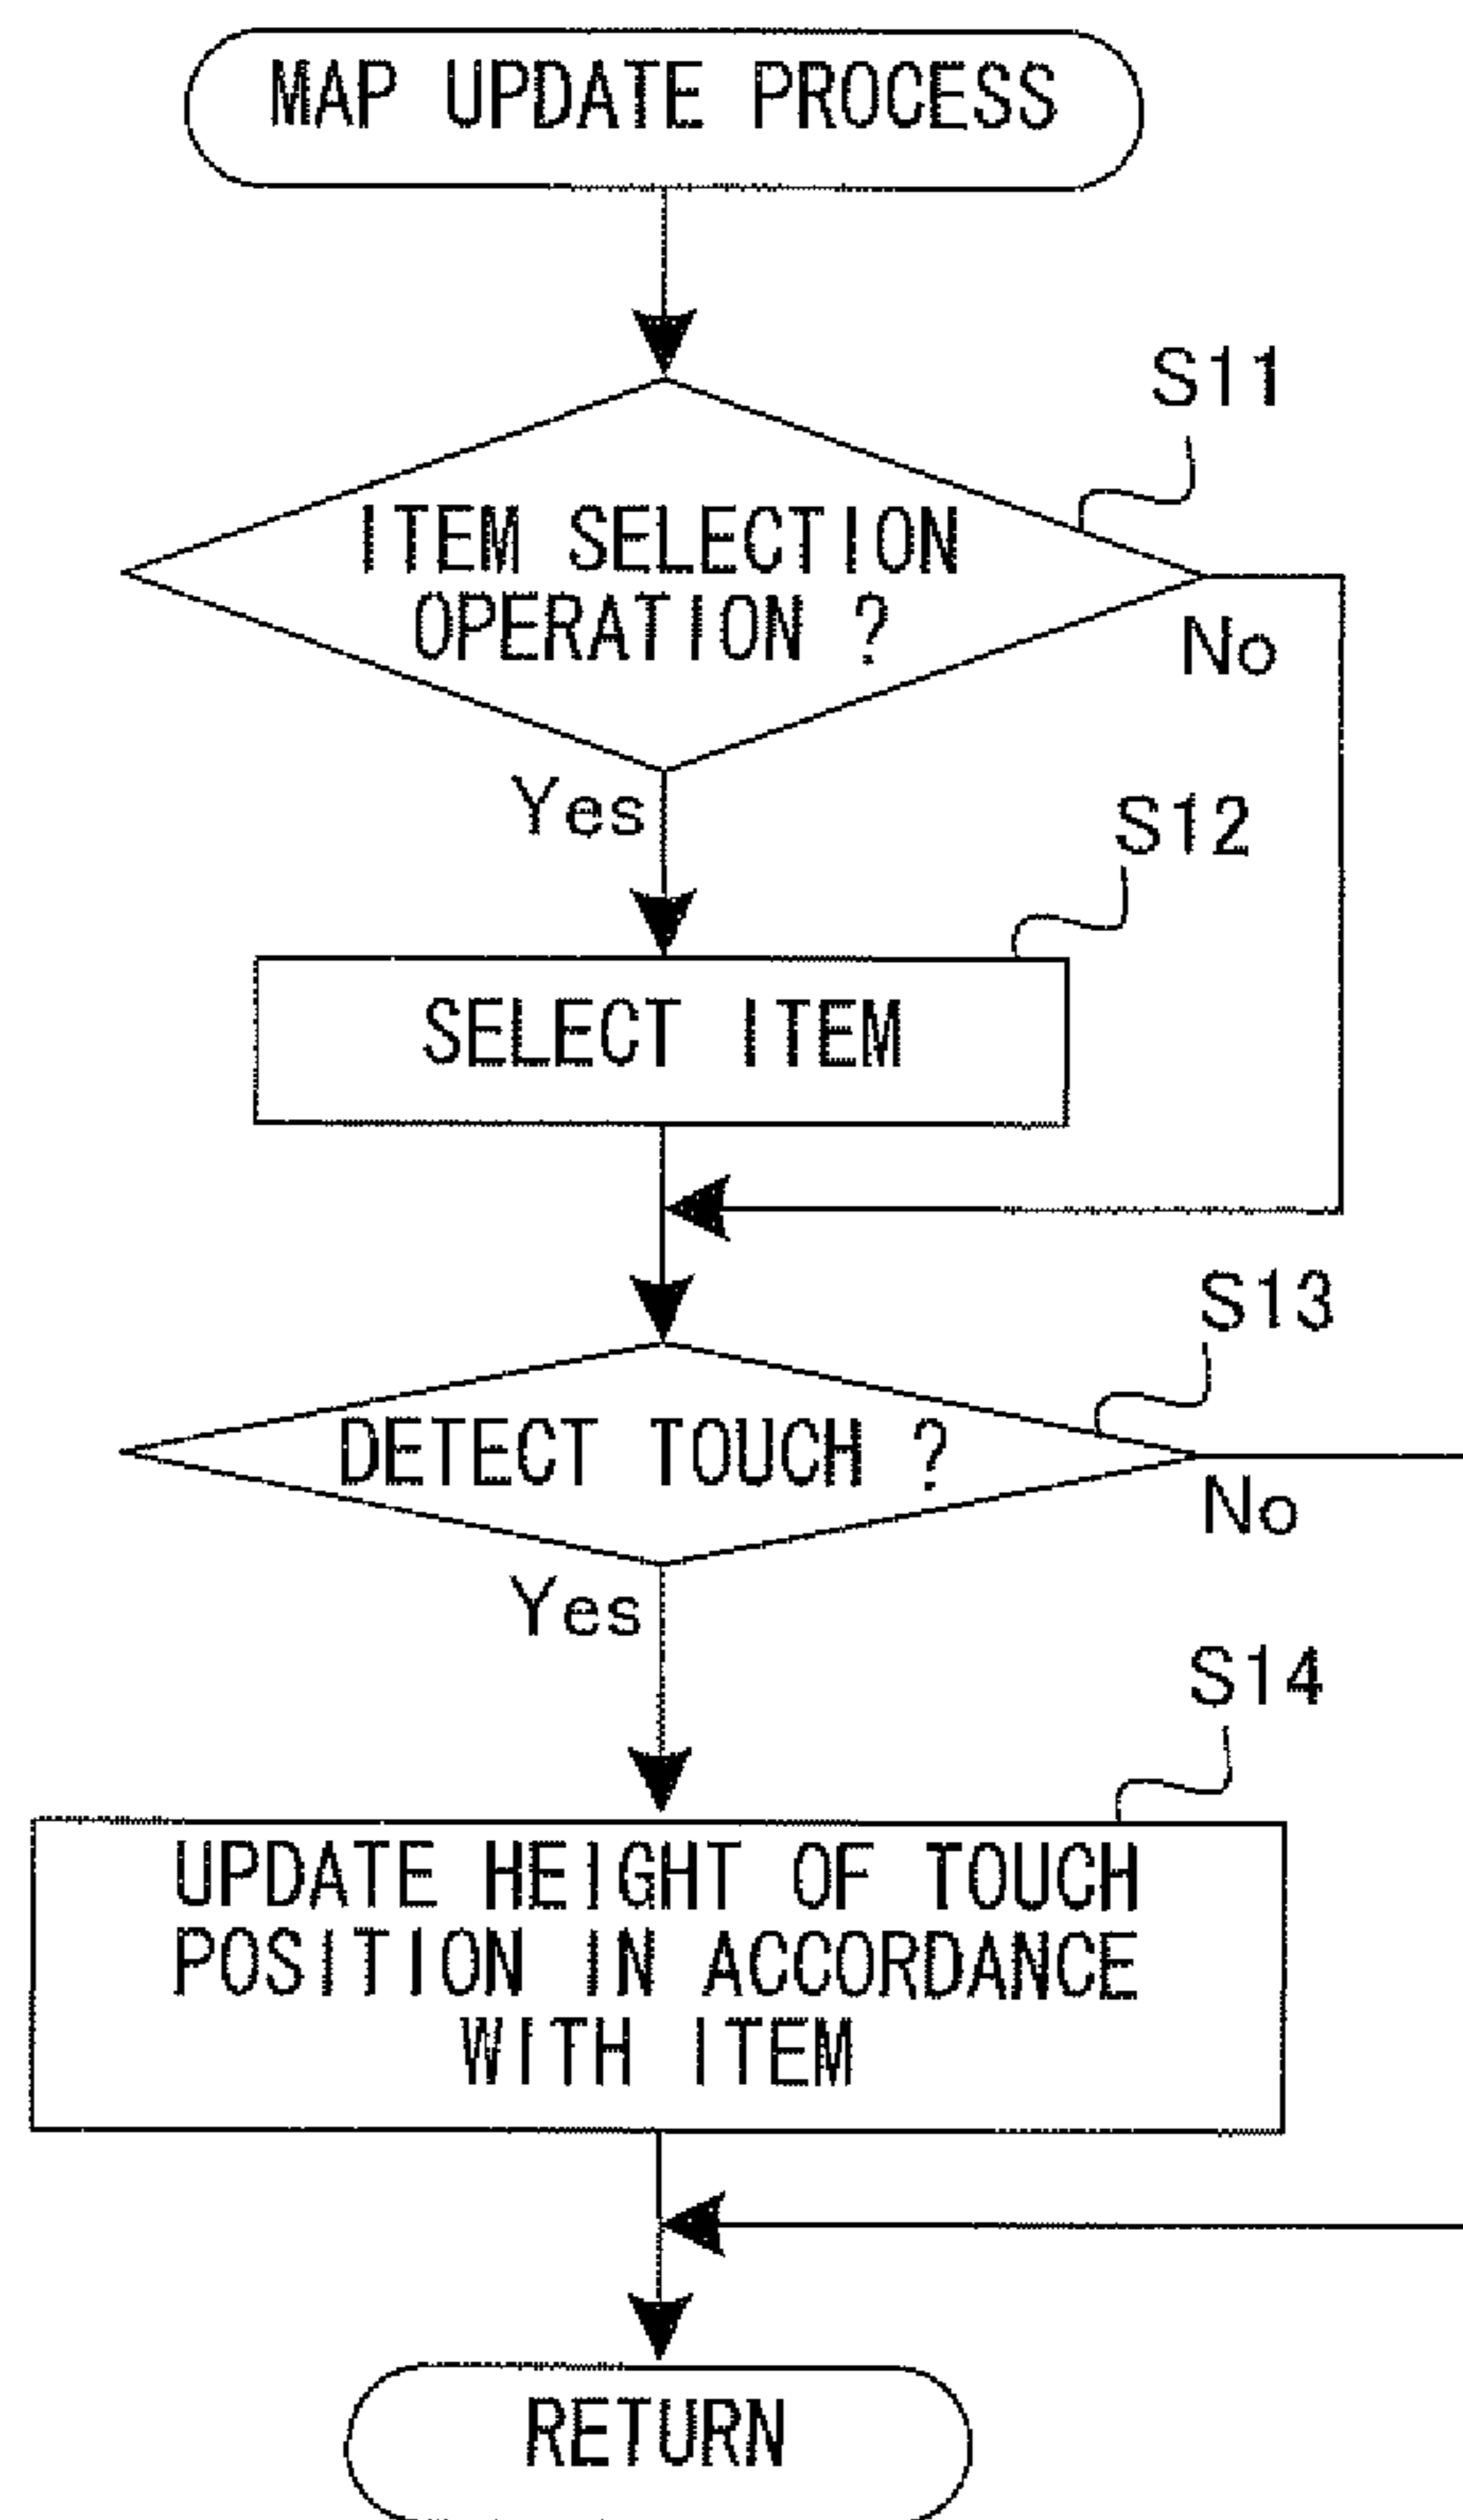 MAP UPDATE PROCESS
S11
ITEM SELECTION
OPERATION ?
No
Yes
S12
SELECT ITEM
S13
DETECT TOUCH ?
No
Yes
S14
UPDATE HEIGHT OF TOUCH
POSITION IN ACCORDANCE
WITH ITEM
RETURN